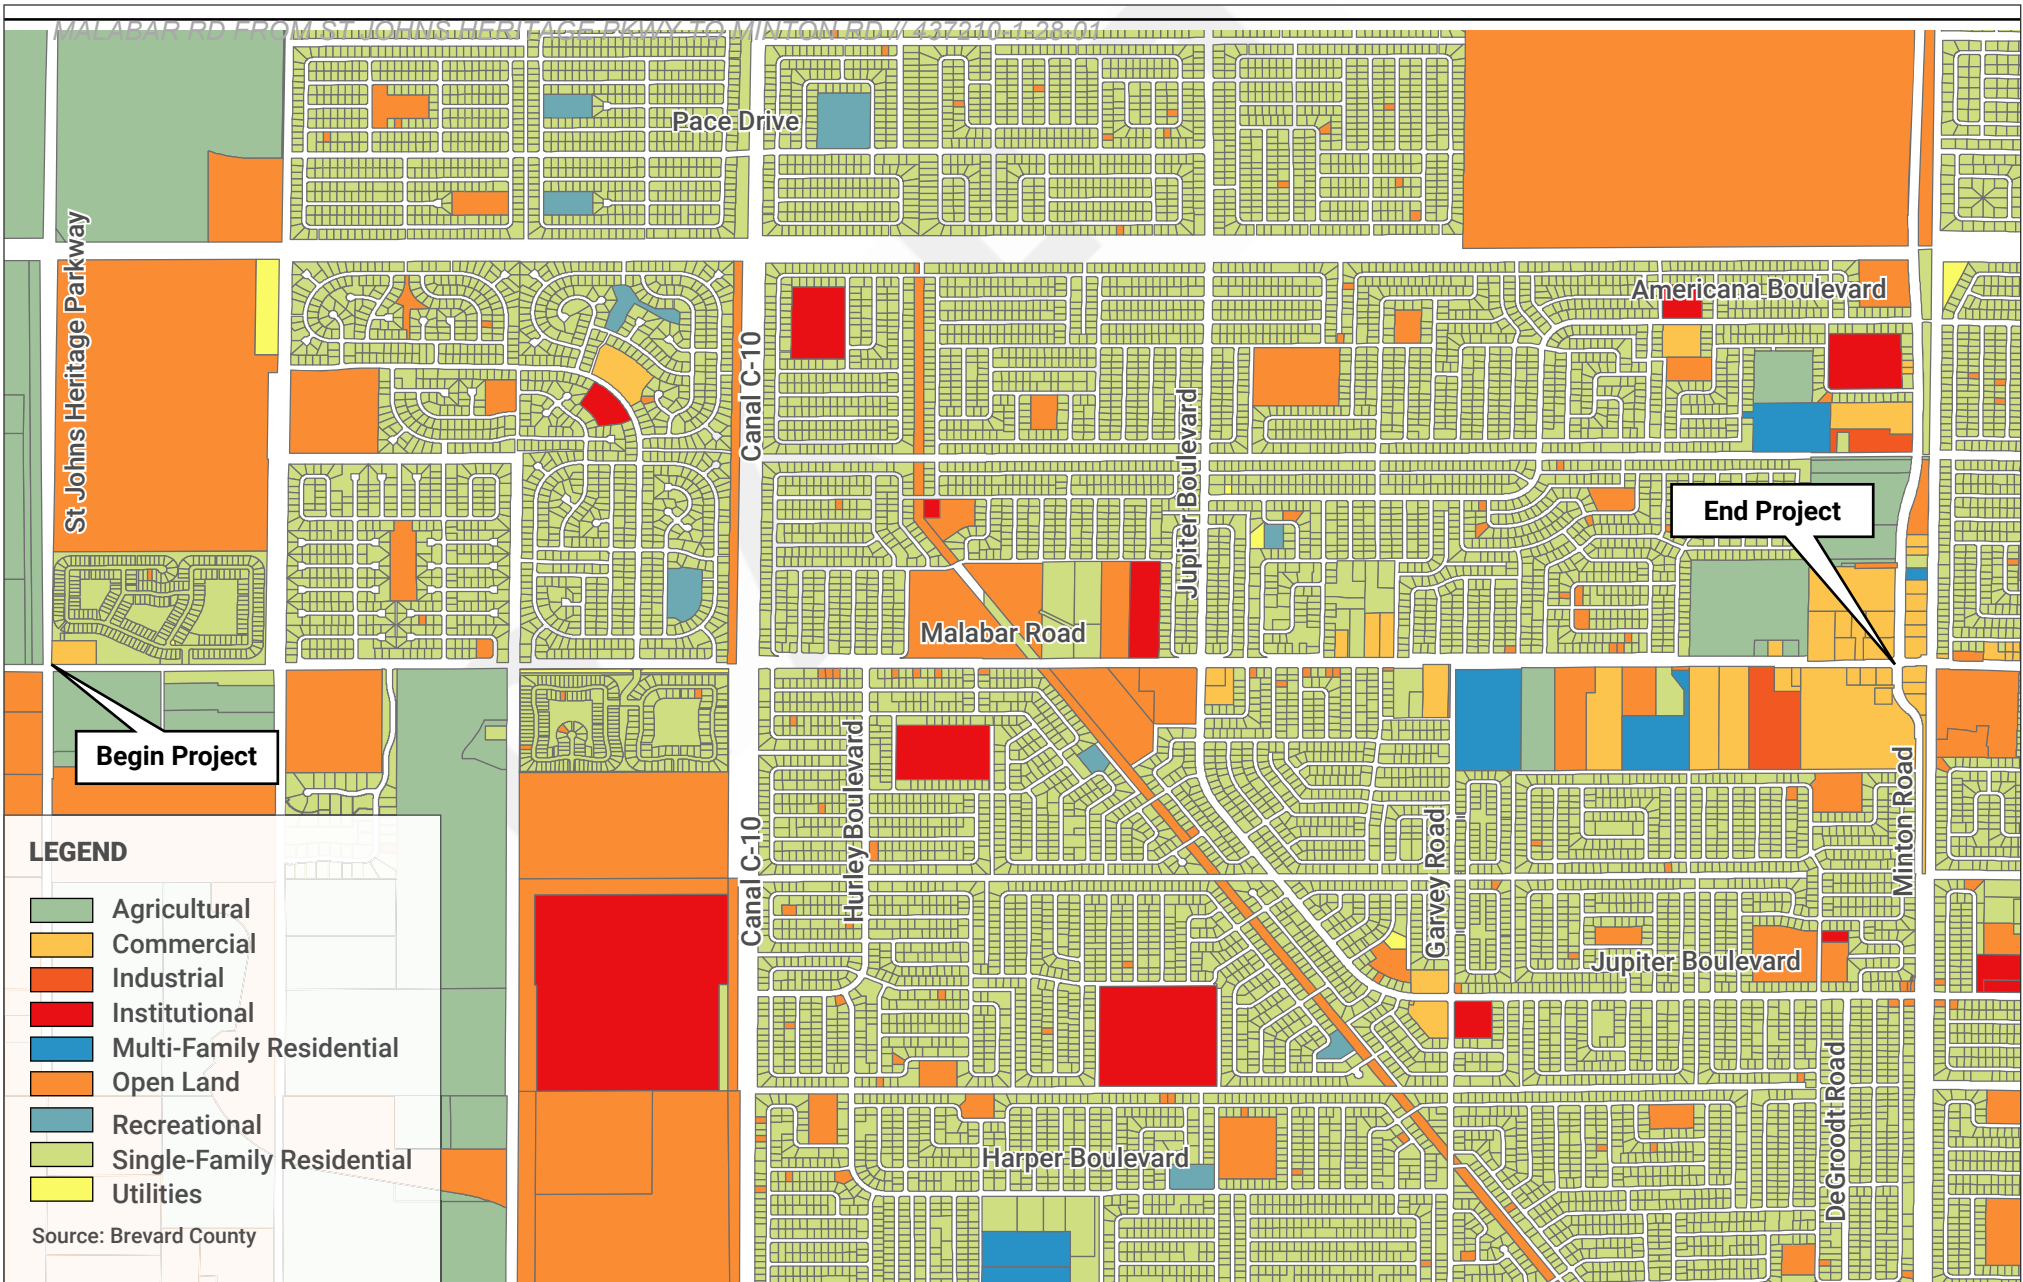 MALABAR RD FROM ST JOHNS HERITAGE PKWY TO MINTON RD // 437210-1-28-01
Pace Drive
St Johns Heritage Parkway
Americana Boulevard
Canal C-10
Jupiter Boulevard
End Project
Malabar Road
Begin Project
Hurley Boulevard
Minton Road
Garvey Road
Canal C-10
Jupiter Boulevard
DeGroodt Road
Harper Boulevard
LEGEND
Agricultural
Commercial
Industrial
Institutional
Multi-Family Residential
Open Land
Recreational
Single-Family Residential
Utilities
Source: Brevard County